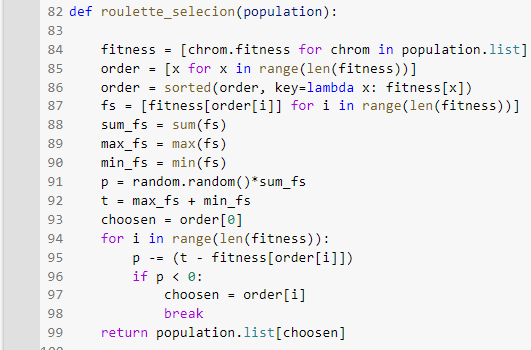 82 def roulette_selecion(population):
83
84     fitness = [chrom.fitness for chrom in population.list]
85     order = [x for x in range(len(fitness))]
86     order = sorted(order, key=lambda x: fitness[x])
87     fs = [fitness[order[i]] for i in range(len(fitness))]
88     sum_fs = sum(fs)
89     max_fs = max(fs)
90     min_fs = min(fs)
91     p = random.random()*sum_fs
92     t = max_fs + min_fs
93     choosen = order[0]
94     for i in range(len(fitness)):
95         p -= (t - fitness[order[i]])
96         if p < 0:
97             choosen = order[i]
98             break
99     return population.list[choosen]